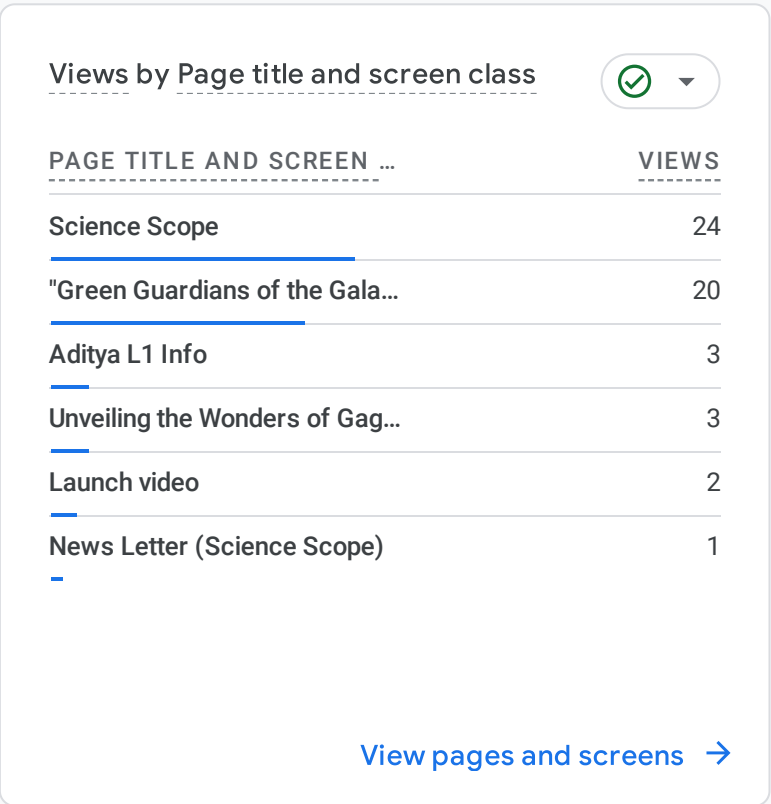 Views by Page title and screen class
PAGE TITLE AND SCREEN ... VIEWS
Science Scope 24
"Green Guardians of the Gala... 20
Aditya L1 Info 3
Unveiling the Wonders of Gag... 3
Launch video 2
News Letter (Science Scope) 1
View pages and screens